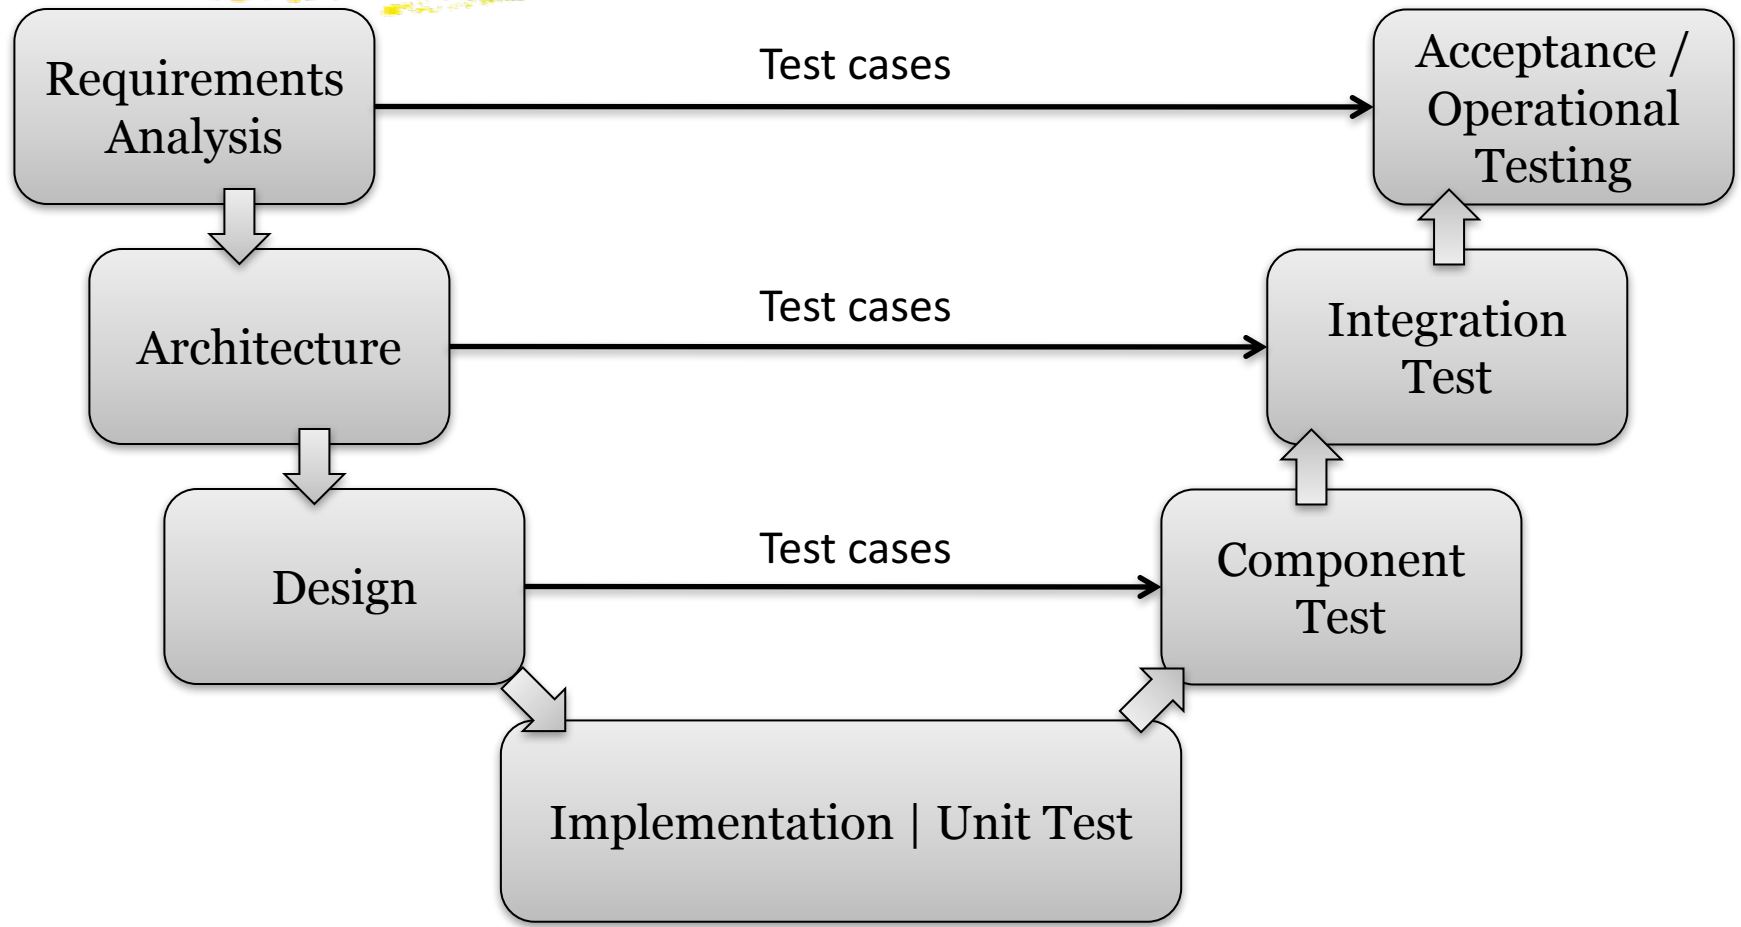 Requirements
Analysis
Test cases
Acceptance /
Operational
Testing
Architecture
Test cases
Integration
Test
Design
Test cases
Component
Test
Implementation | Unit Test